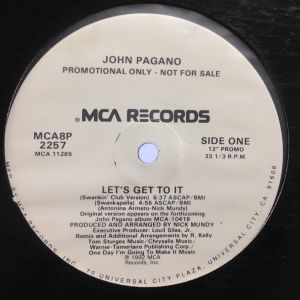 JOHN PAGANO
PROMOTIONAL ONLY - NOT FOR SALE
MCA RECORDS
MCA8P
2257
MCA 11265
SIDE ONE
12" PROMO
33 1/3 R.P.M.
LET'S GET TO IT
(Swankin' Club Version) 6:37 ASCAP/BMI
(Swankapella) 4:56 ASCAP/BMI
(Antonina Armato-Nick Mundy)
Original version appears on the forthcoming
John Pagano album MCA-10418
PRODUCED AND ARRANGED BY NICK MUNDY
Executive Producer: Louil Silas, Jr.
Remix and Additional Arrangements by R. Kelly
Tom Sturges Music/Chrysalis Music/
Warner-Tamerlane Publishing Corp./
One Day I'm Going To Make It Music
℗ 1992 MCA
Records, Inc.
MCA RECORDS, INC., 70 UNIVERSAL CITY PLAZA, UNIVERSAL CITY, CA 91608